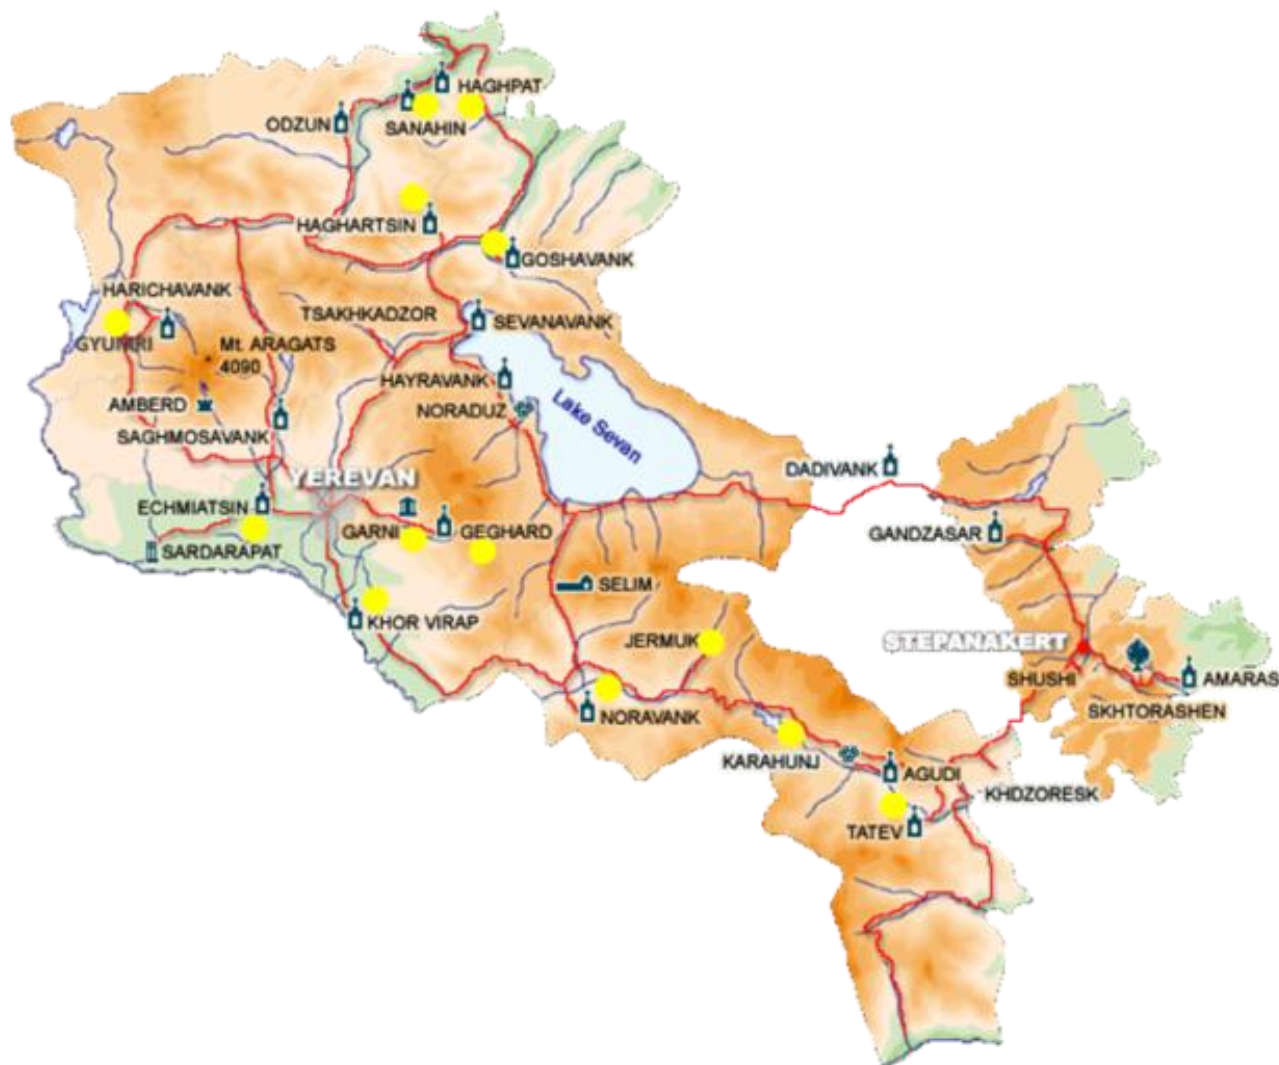 HAGHPAT
ODZUN
SANAHIN
HAGHARTSIN
GOSHAVANK
HARICHAVANK
TSAKHKADZOR
SEVANAVANK
GYUMRI
Mt. ARAGATS
4090
HAYRAVANK
AMBERD
NORADUZ
Lake Sevan
SAGHMOSAVANK
DADIVANK
YEREVAN
ECHMIATSIN
GARNI
GEGHARD
GANDZASAR
SARDARAPAT
SELIM
KHOR VIRAP
JERMUK
STEPANAKERT
SHUSHI
AMARAS
SKHTORASHEN
NORAVANK
KARAHUNJ
AGUDI
KHDZORESK
TATEV